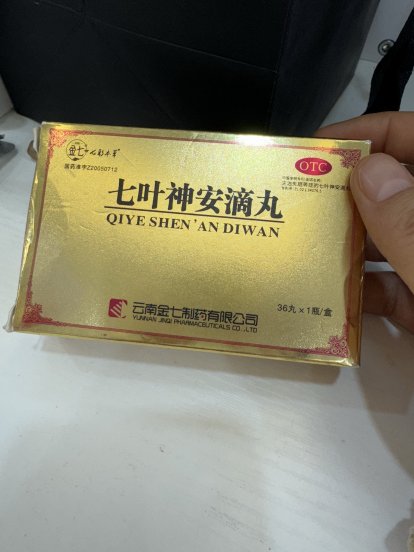 金七
国药准字Z20050712
OTC
七叶神安滴丸
QIYE SHEN'AN DIWAN
云南金七制药有限公司
YUNNAN JINQI PHARMACEUTICALS CO.,LTD
36丸×1瓶/盒